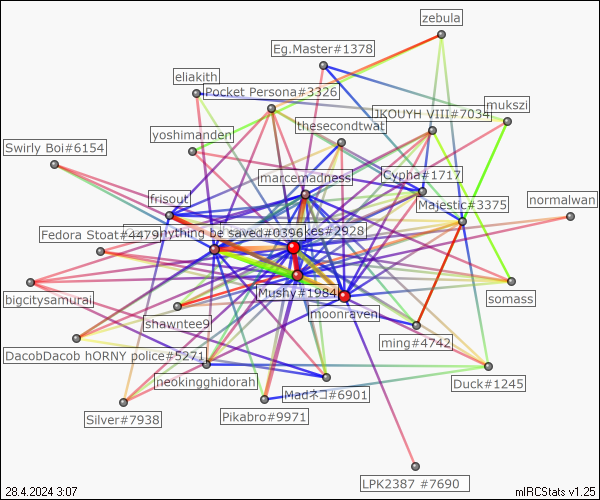 zebula
Eg.Master#1378
eliakith
Pocket Persona#3326
mukszi
JKOUYH VIII#7034
thesecondtwat
yoshimanden
Swirly Boi#6154
marcemadness
Cypha#1717
frisout
Majestic#3375
normalwan
Fedora Stoat#4479
nything be saved#0396
kes#2928
Mushy#1984
somass
bigcitysamurai
moonraven
shawntee9
ming#4742
DacobDacob hORNY police#5271
neokingghidorah
Duck#1245
Madネコ#6901
Silver#7938
Pikabro#9971
LPK2387 #7690
28.4.2024 3:07
mIRCStats v1.25